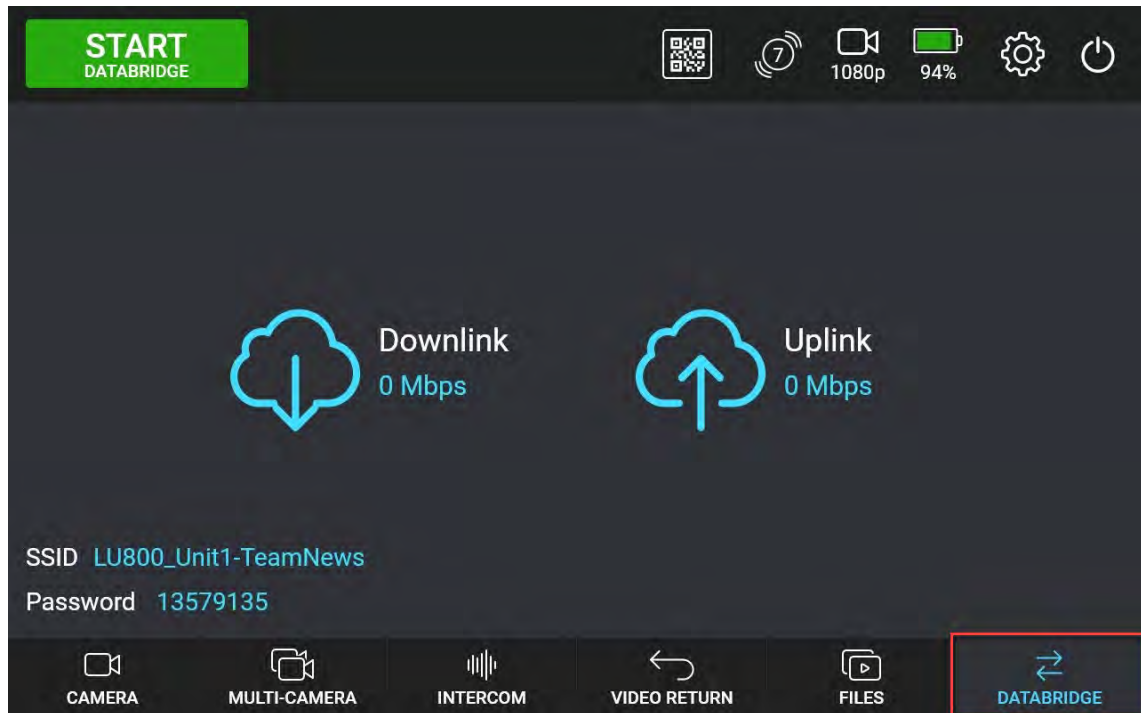 START
DATABRIDGE
7
1080p
94%
Downlink
0 Mbps
Uplink
0 Mbps
SSID LU800_Unit1-TeamNews
Password 13579135
CAMERA
MULTI-CAMERA
INTERCOM
VIDEO RETURN
FILES
DATABRIDGE